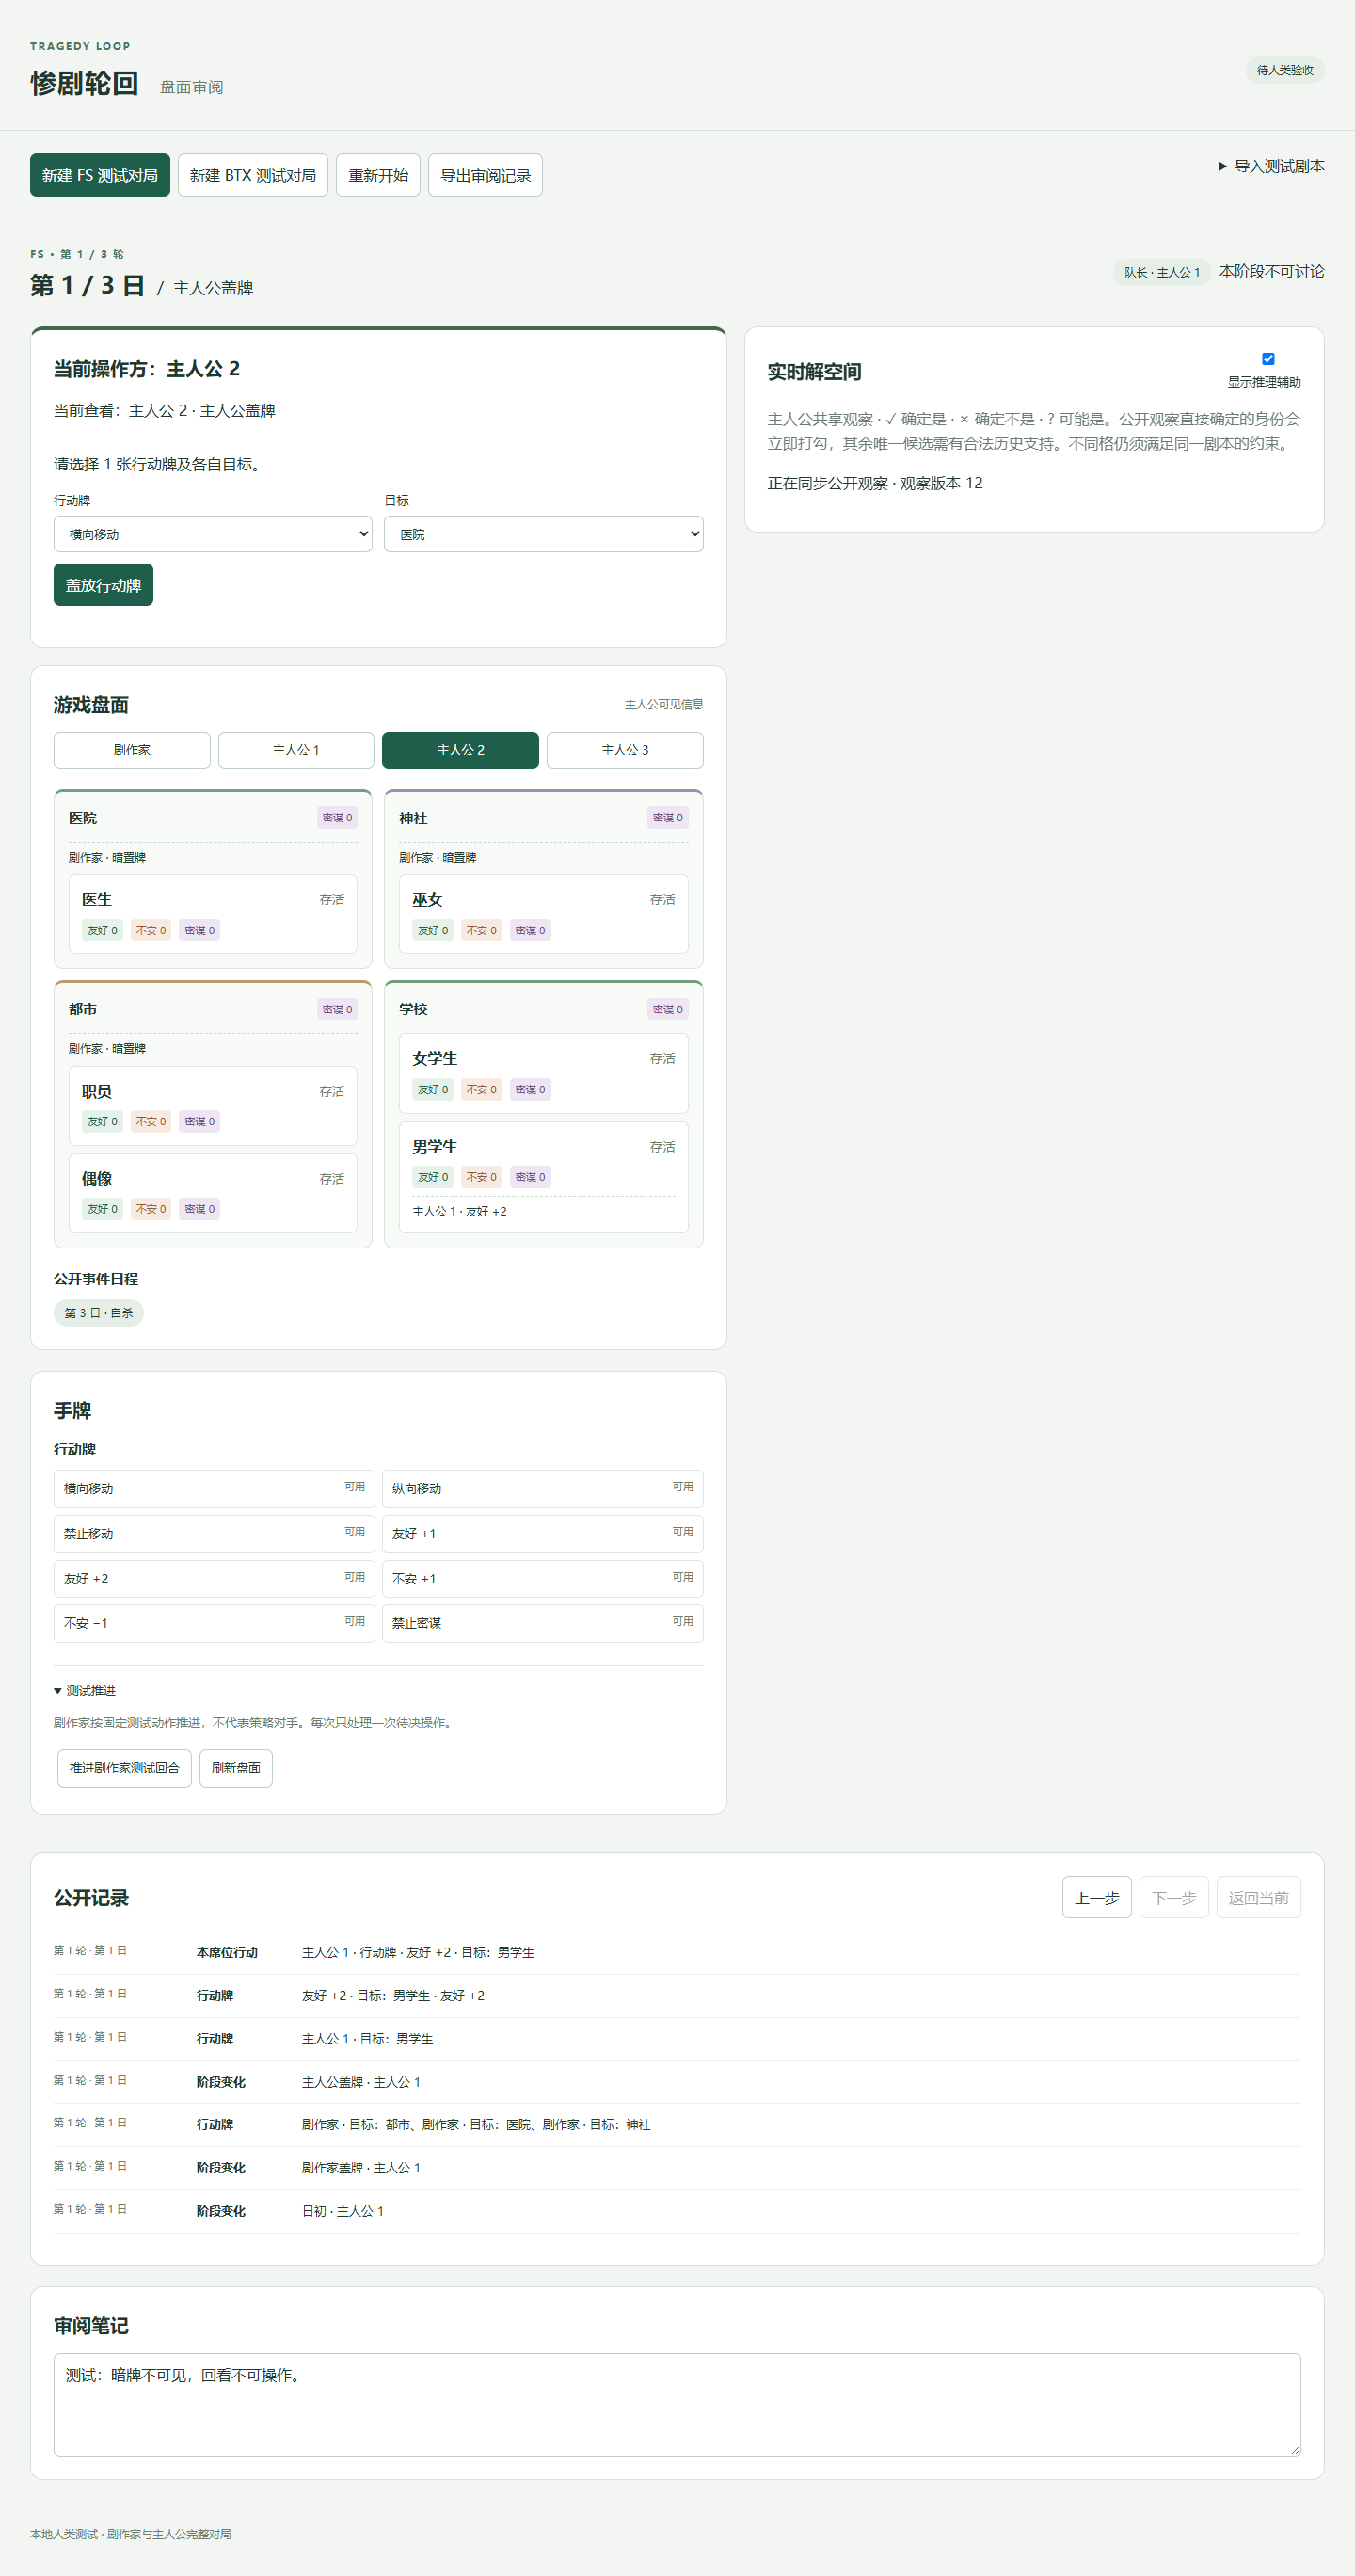 TRAGEDY LOOP
惨剧轮回 盘面审阅
待人类验收
新建 FS 测试对局
新建 BTX 测试对局
重新开始
导出审阅记录
▶ 导入测试剧本
FS · 第 1 / 3 轮
第 1 / 3 日 / 主人公盖牌
队长 · 主人公 1
本阶段不可讨论
当前操作方：主人公 2
当前查看：主人公 2 · 主人公盖牌
请选择 1 张行动牌及各自目标。
行动牌
横向移动
目标
医院
盖放行动牌
实时解空间
显示推理辅助
主人公共享观察 · ✓ 确定是 · × 确定不是 · ? 可能是。公开观察直接确定的身份会
立即打勾，其余唯一候选需有合法历史支持。不同格仍须满足同一剧本的约束。
正在同步公开观察 · 观察版本 12
游戏盘面
主人公可见信息
剧作家
主人公 1
主人公 2
主人公 3
医院
密谋 0
剧作家 · 暗置牌
医生
存活
友好 0 不安 0 密谋 0
神社
密谋 0
剧作家 · 暗置牌
巫女
存活
友好 0 不安 0 密谋 0
都市
密谋 0
剧作家 · 暗置牌
职员
存活
友好 0 不安 0 密谋 0
偶像
存活
友好 0 不安 0 密谋 0
学校
密谋 0
女学生
存活
友好 0 不安 0 密谋 0
男学生
存活
友好 0 不安 0 密谋 0
主人公 1 · 友好 +2
公开事件日程
第 3 日 · 自杀
手牌
行动牌
横向移动 可用
纵向移动 可用
禁止移动 可用
友好 +1 可用
友好 +2 可用
不安 +1 可用
不安 −1 可用
禁止密谋 可用
▼ 测试推进
剧作家按固定测试动作推进，不代表策略对手。每次只处理一次待决操作。
推进剧作家测试回合
刷新盘面
公开记录
上一步
下一步
返回当前
第 1 轮 · 第 1 日 本席位行动 主人公 1 · 行动牌 · 友好 +2 · 目标：男学生
第 1 轮 · 第 1 日 行动牌 友好 +2 · 目标：男学生 · 友好 +2
第 1 轮 · 第 1 日 行动牌 主人公 1 · 目标：男学生
第 1 轮 · 第 1 日 阶段变化 主人公盖牌 · 主人公 1
第 1 轮 · 第 1 日 行动牌 剧作家 · 目标：都市、剧作家 · 目标：医院、剧作家 · 目标：神社
第 1 轮 · 第 1 日 阶段变化 剧作家盖牌 · 主人公 1
第 1 轮 · 第 1 日 阶段变化 日初 · 主人公 1
审阅笔记
测试：暗牌不可见，回看不可操作。
本地人类测试 · 剧作家与主人公完整对局